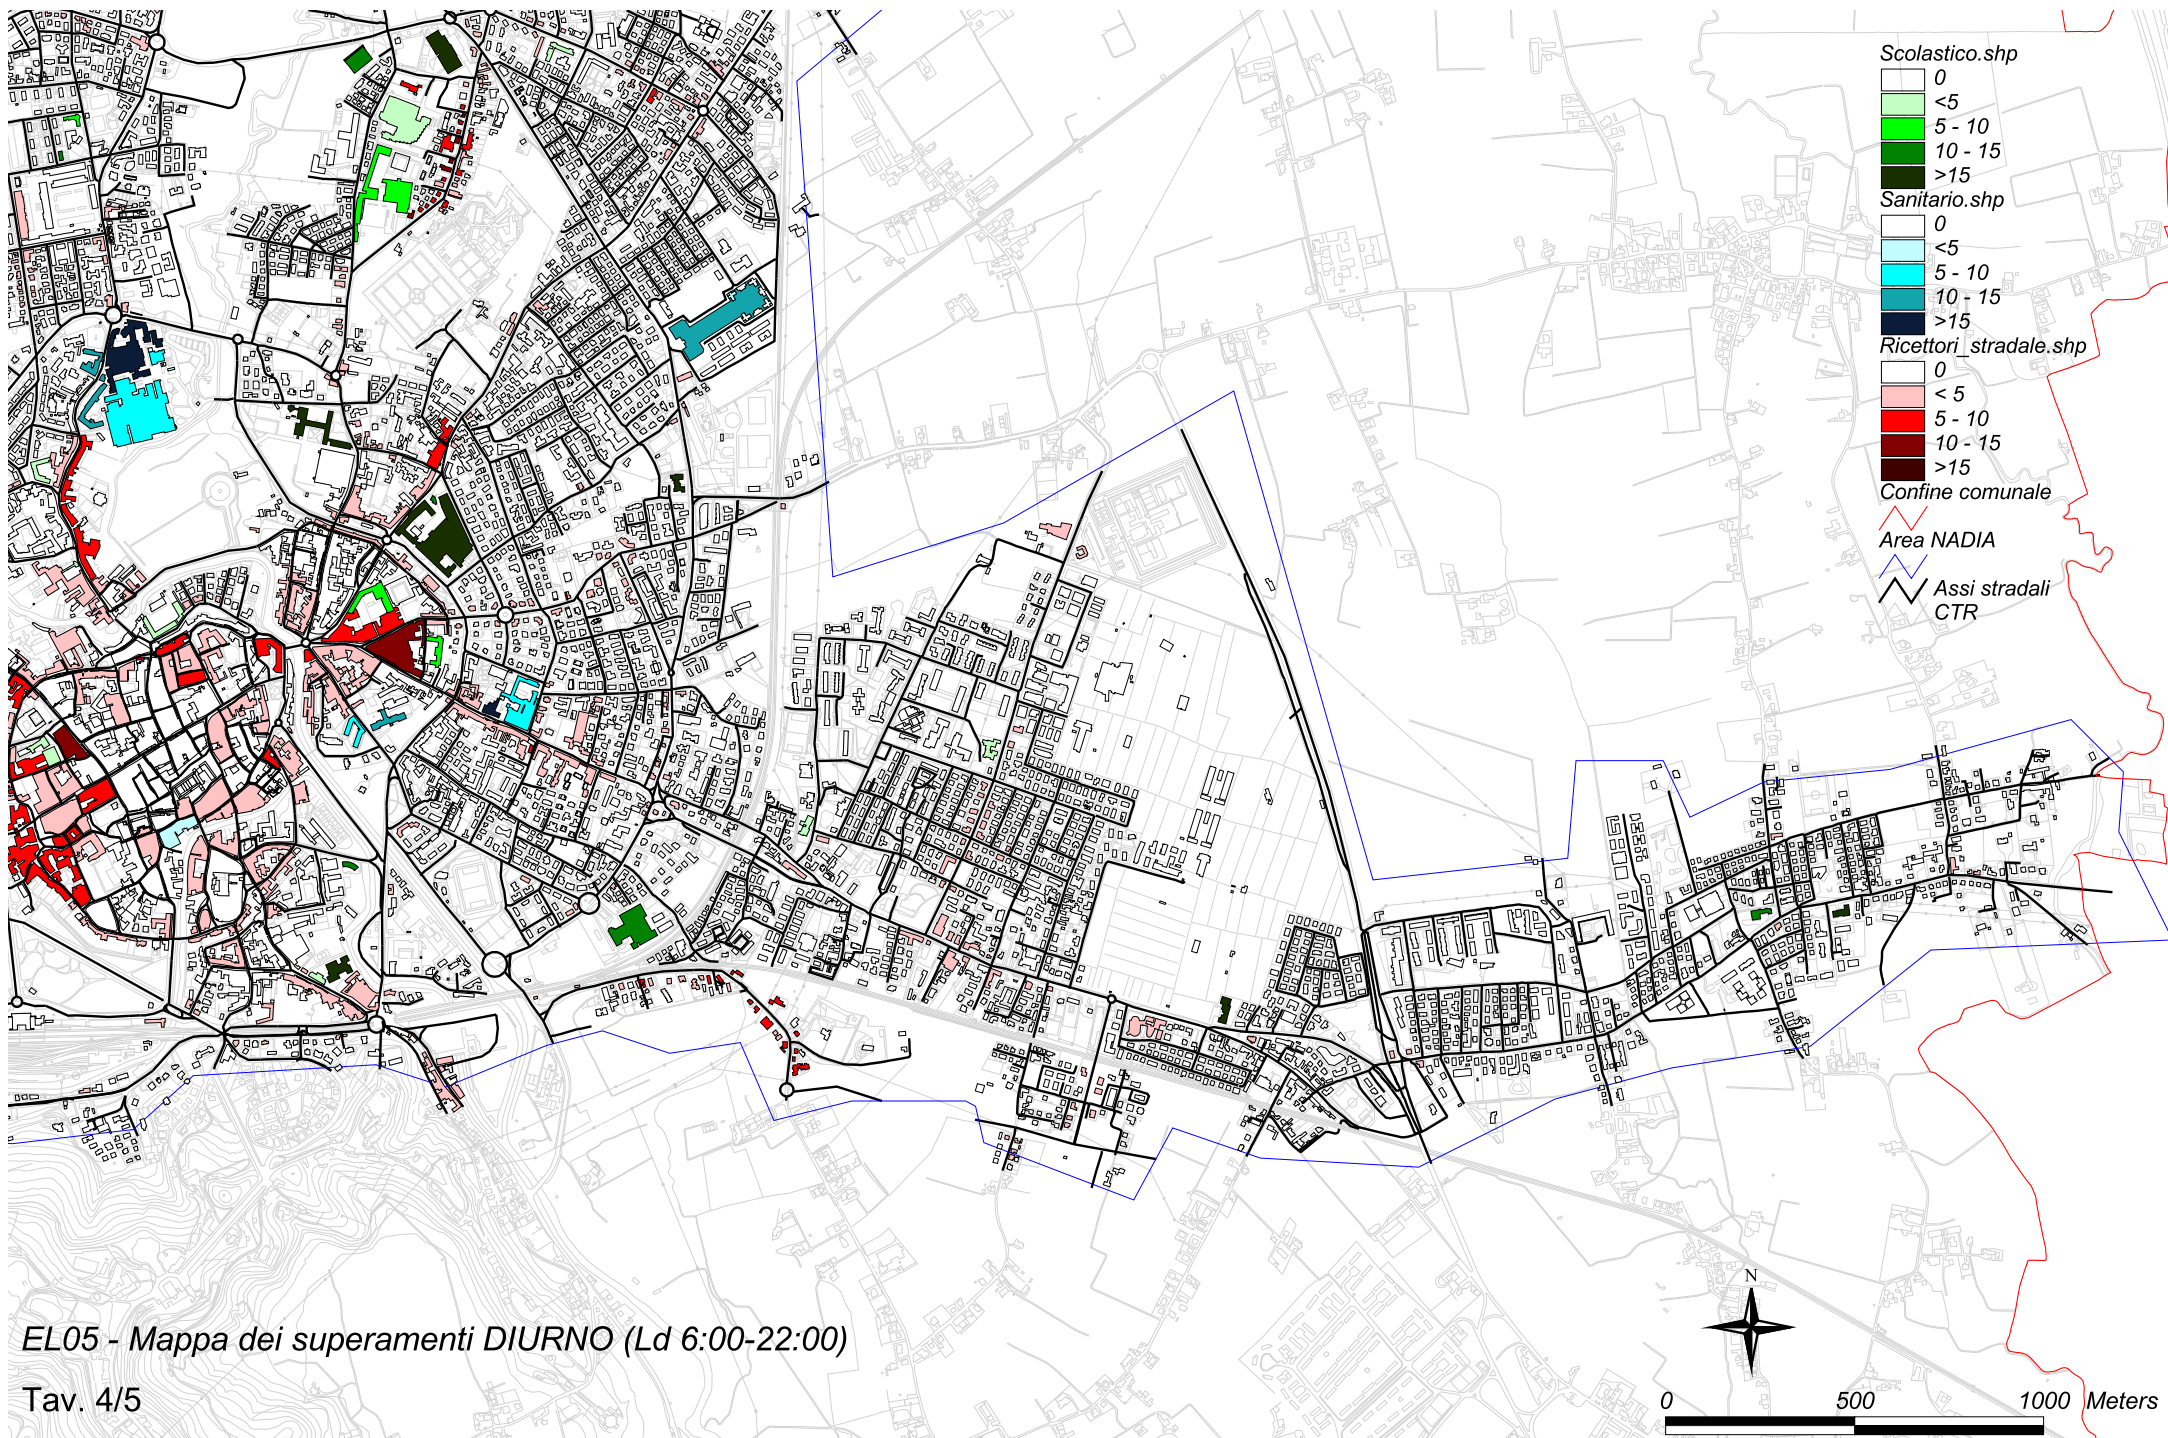 Scolastico.shp
0
<5
5 - 10
10 - 15
>15
Sanitario.shp
0
<5
5 - 10
10 - 15
>15
Ricettori_stradale.shp
0
< 5
5 - 10
10 - 15
>15
Confine comunale
Area NADIA
Assi stradali
CTR
N
EL05 - Mappa dei superamenti DIURNO (Ld 6:00-22:00)
Tav. 4/5
0 500 1000 Meters